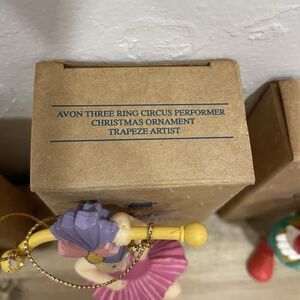 AVON THREE RING CIRCUS PERFORMER
CHRISTMAS ORNAMENT
TRAPEZE ARTIST